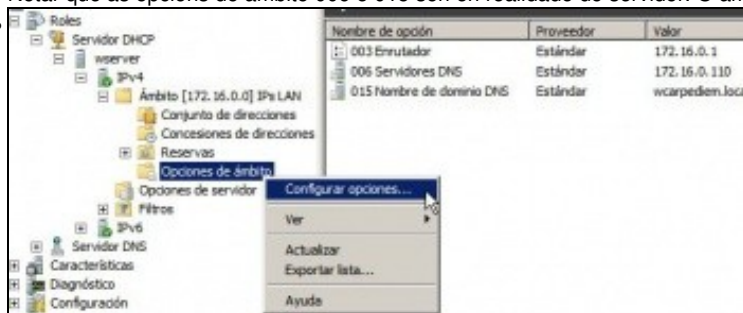 Roles
Servidor DHCP
wserver
IPv4
Ámbito [172.16.0.0] IPs LAN
Conjunto de direcciones
Concesiones de direcciones
Reservas
Opciones de ámbito
Opciones de servidor
Filtros
IPv6
Servidor DNS
Características
Diagnóstico
Configuración
Configurar opciones...
Ver
Actualizar
Exportar lista...
Ayuda
Nombre de opción Proveedor Valor
003 Enrutador Estándar 172.16.0.1
006 Servidores DNS Estándar 172.16.0.110
015 Nombre de dominio DNS Estándar wcarpediem.loca